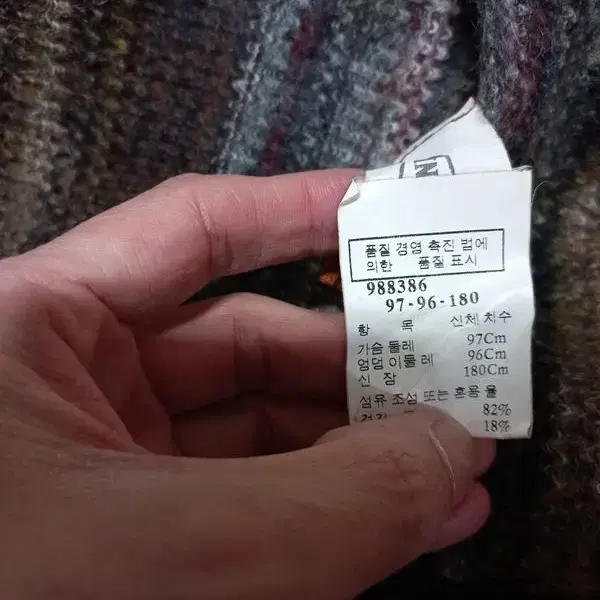 품질 경영 촉진 법에
의한 품질 표시
988386
97-96-180
항 목 신체 치수
가슴 둘레 97Cm
엉덩 이둘 레 96Cm
신 장 180Cm
섬유 조성 또는 혼용 율
82%
18%